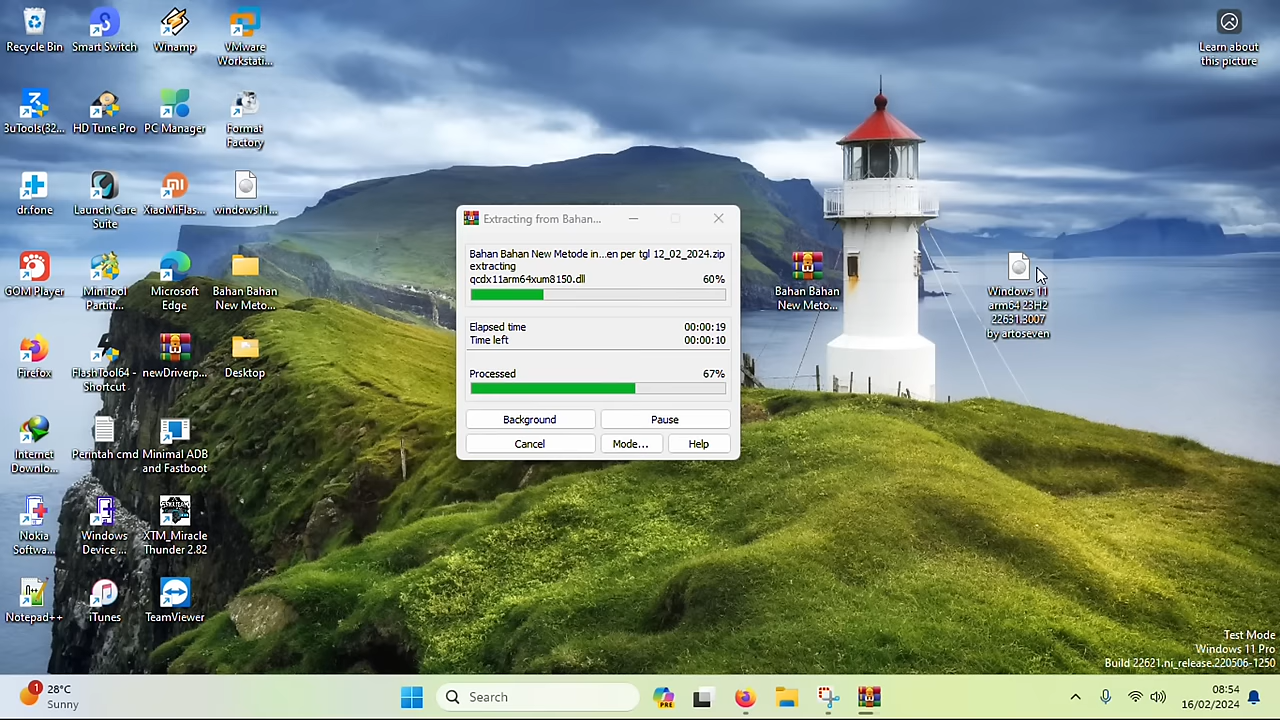 Recycle Bin
Smart Switch
Winamp
VMware
Workstati...
Learn about
this picture
3uTools(32...
HD Tune Pro
PC Manager
Format
Factory
dr.fone
Launch Care
Suite
XiaoMiFlas...
windows11...
GOM Player
MiniTool
Partiti...
Microsoft
Edge
Bahan Bahan
New Meto...
Firefox
FlashTool64 -
Shortcut
newDriverp...
Desktop
Internet
Downlo...
Perintah cmd
Minimal ADB
and Fastboot
Nokia
Softwa...
Windows
Device ...
XTM_Miracle
Thunder 2.82
Notepad++
iTunes
TeamViewer
Extracting from Bahan...
Bahan Bahan New Metode in...en per tgl 12_02_2024.zip
extracting
qcdx11arm64xum8150.dll 60%
Elapsed time 00:00:19
Time left 00:00:10
Processed 67%
Background Pause
Cancel Mode... Help
Bahan Bahan
New Meto...
Windows 11
arm64 23H2
22631.3007
by artoseven
Test Mode
Windows 11 Pro
Build 22621.ni_release.220506-1250
1
28°C
Sunny
Search
PRE
08:54
16/02/2024